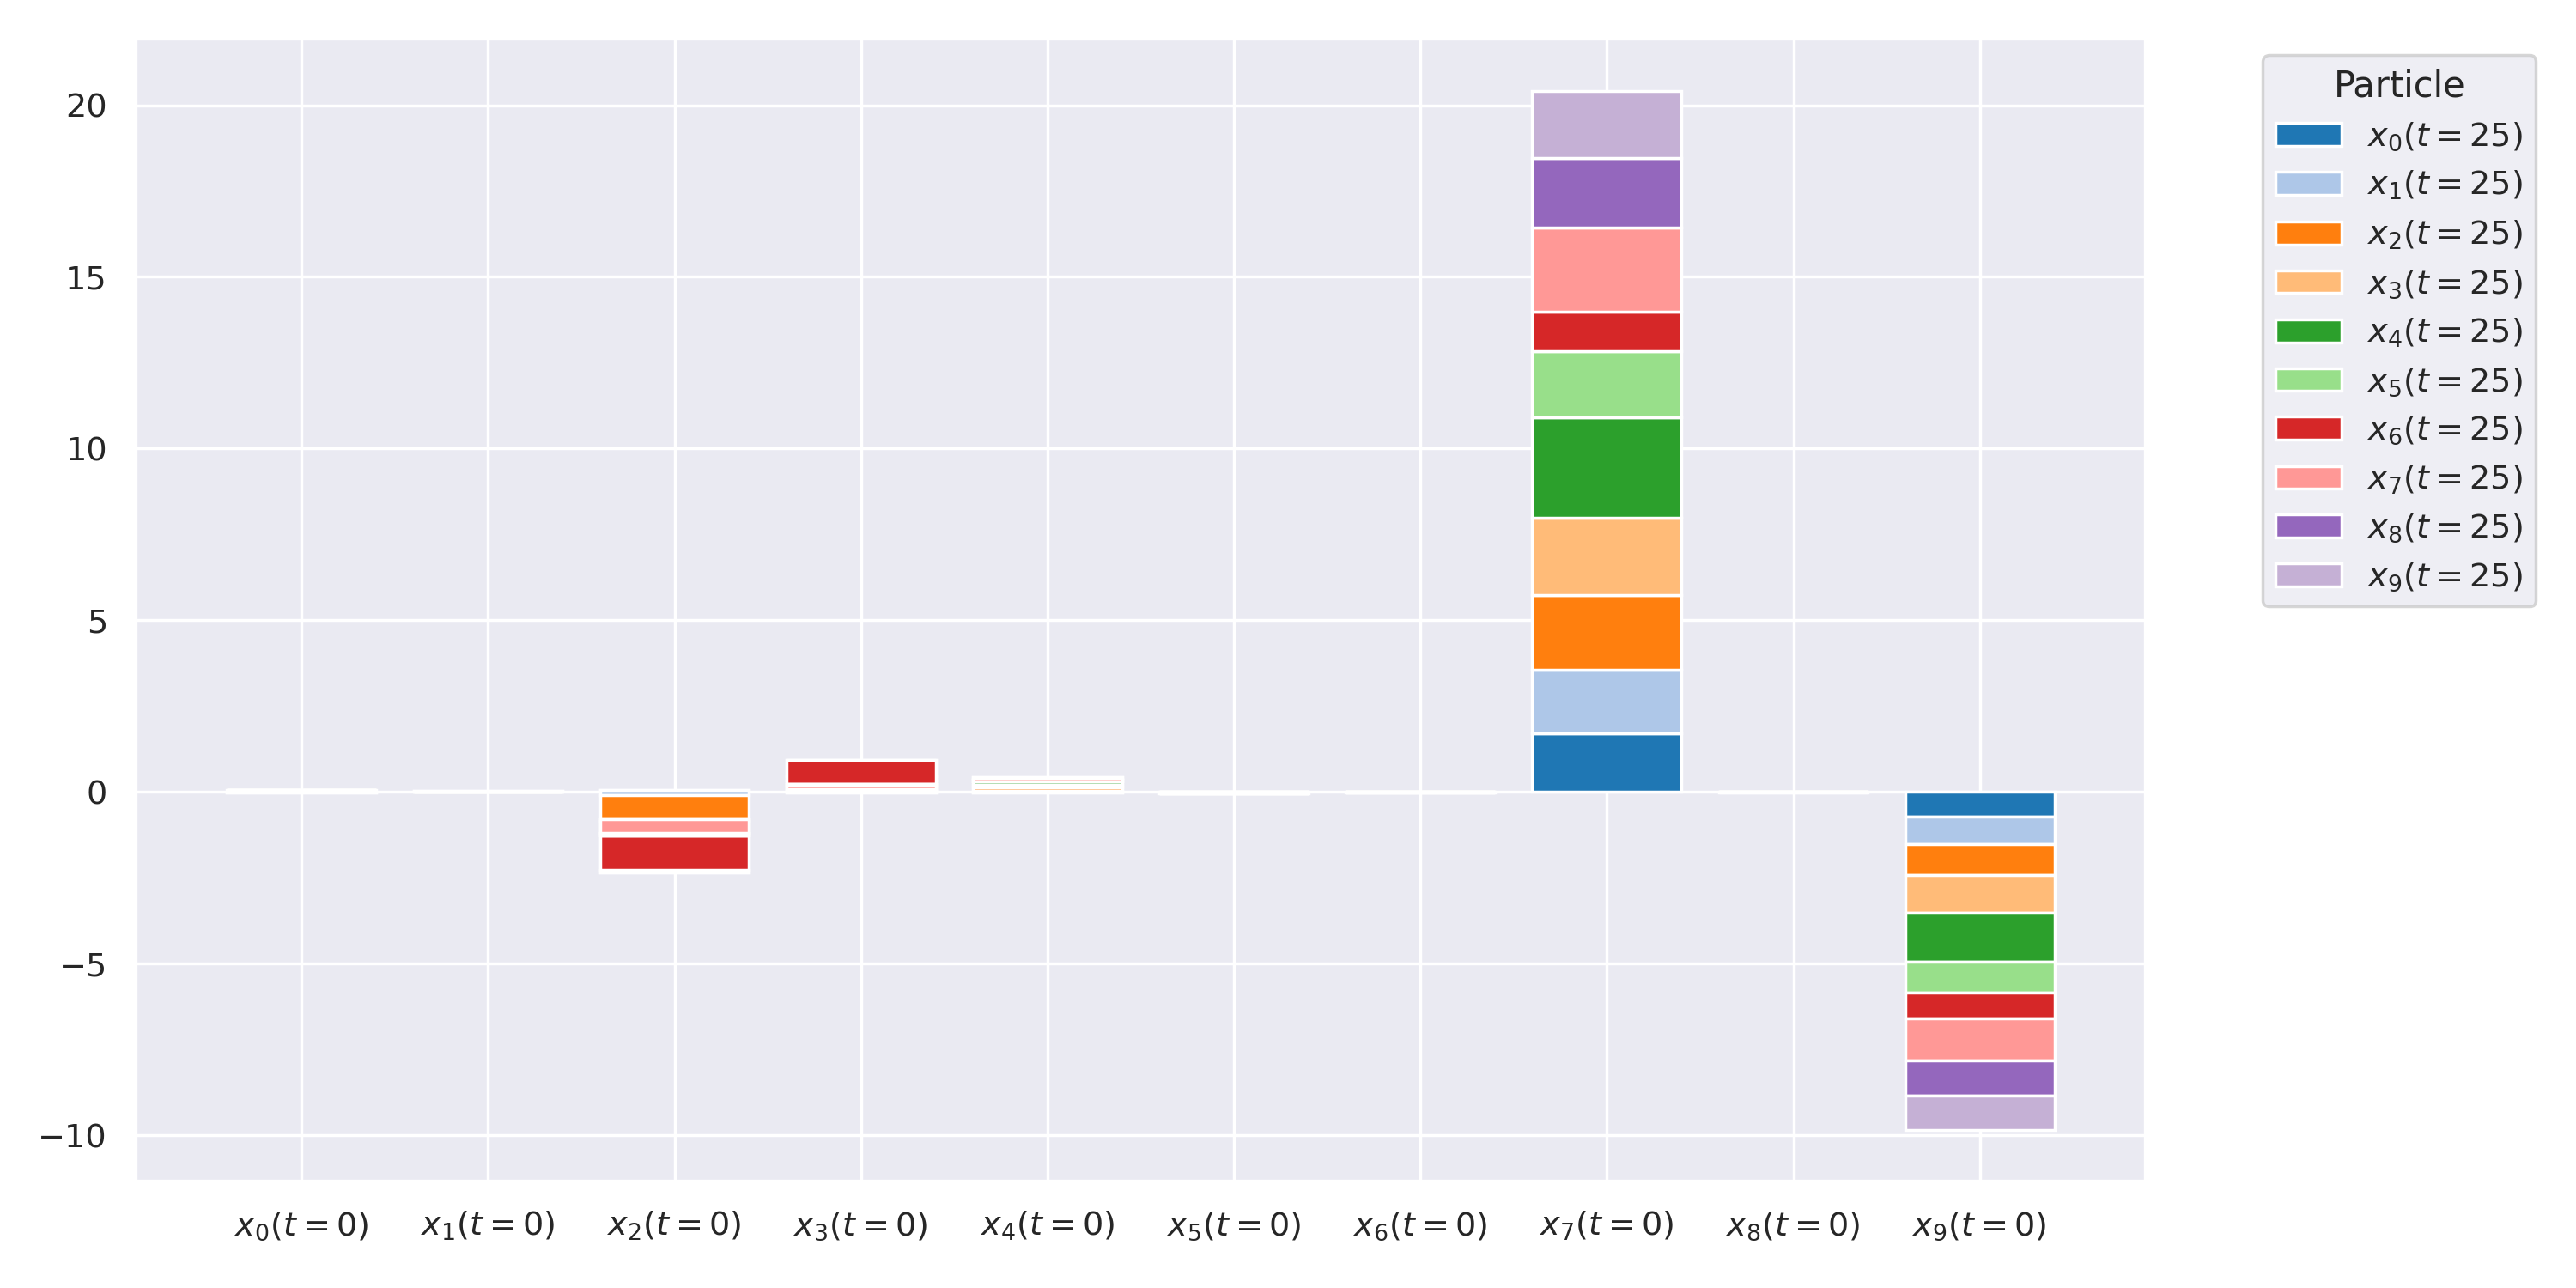 20
15
10
5
0
−5
−10
x₀(t = 0) x₁(t = 0) x₂(t = 0) x₃(t = 0) x₄(t = 0) x₅(t = 0) x₆(t = 0) x₇(t = 0) x₈(t = 0) x₉(t = 0)
Particle
x₀(t = 25)
x₁(t = 25)
x₂(t = 25)
x₃(t = 25)
x₄(t = 25)
x₅(t = 25)
x₆(t = 25)
x₇(t = 25)
x₈(t = 25)
x₉(t = 25)